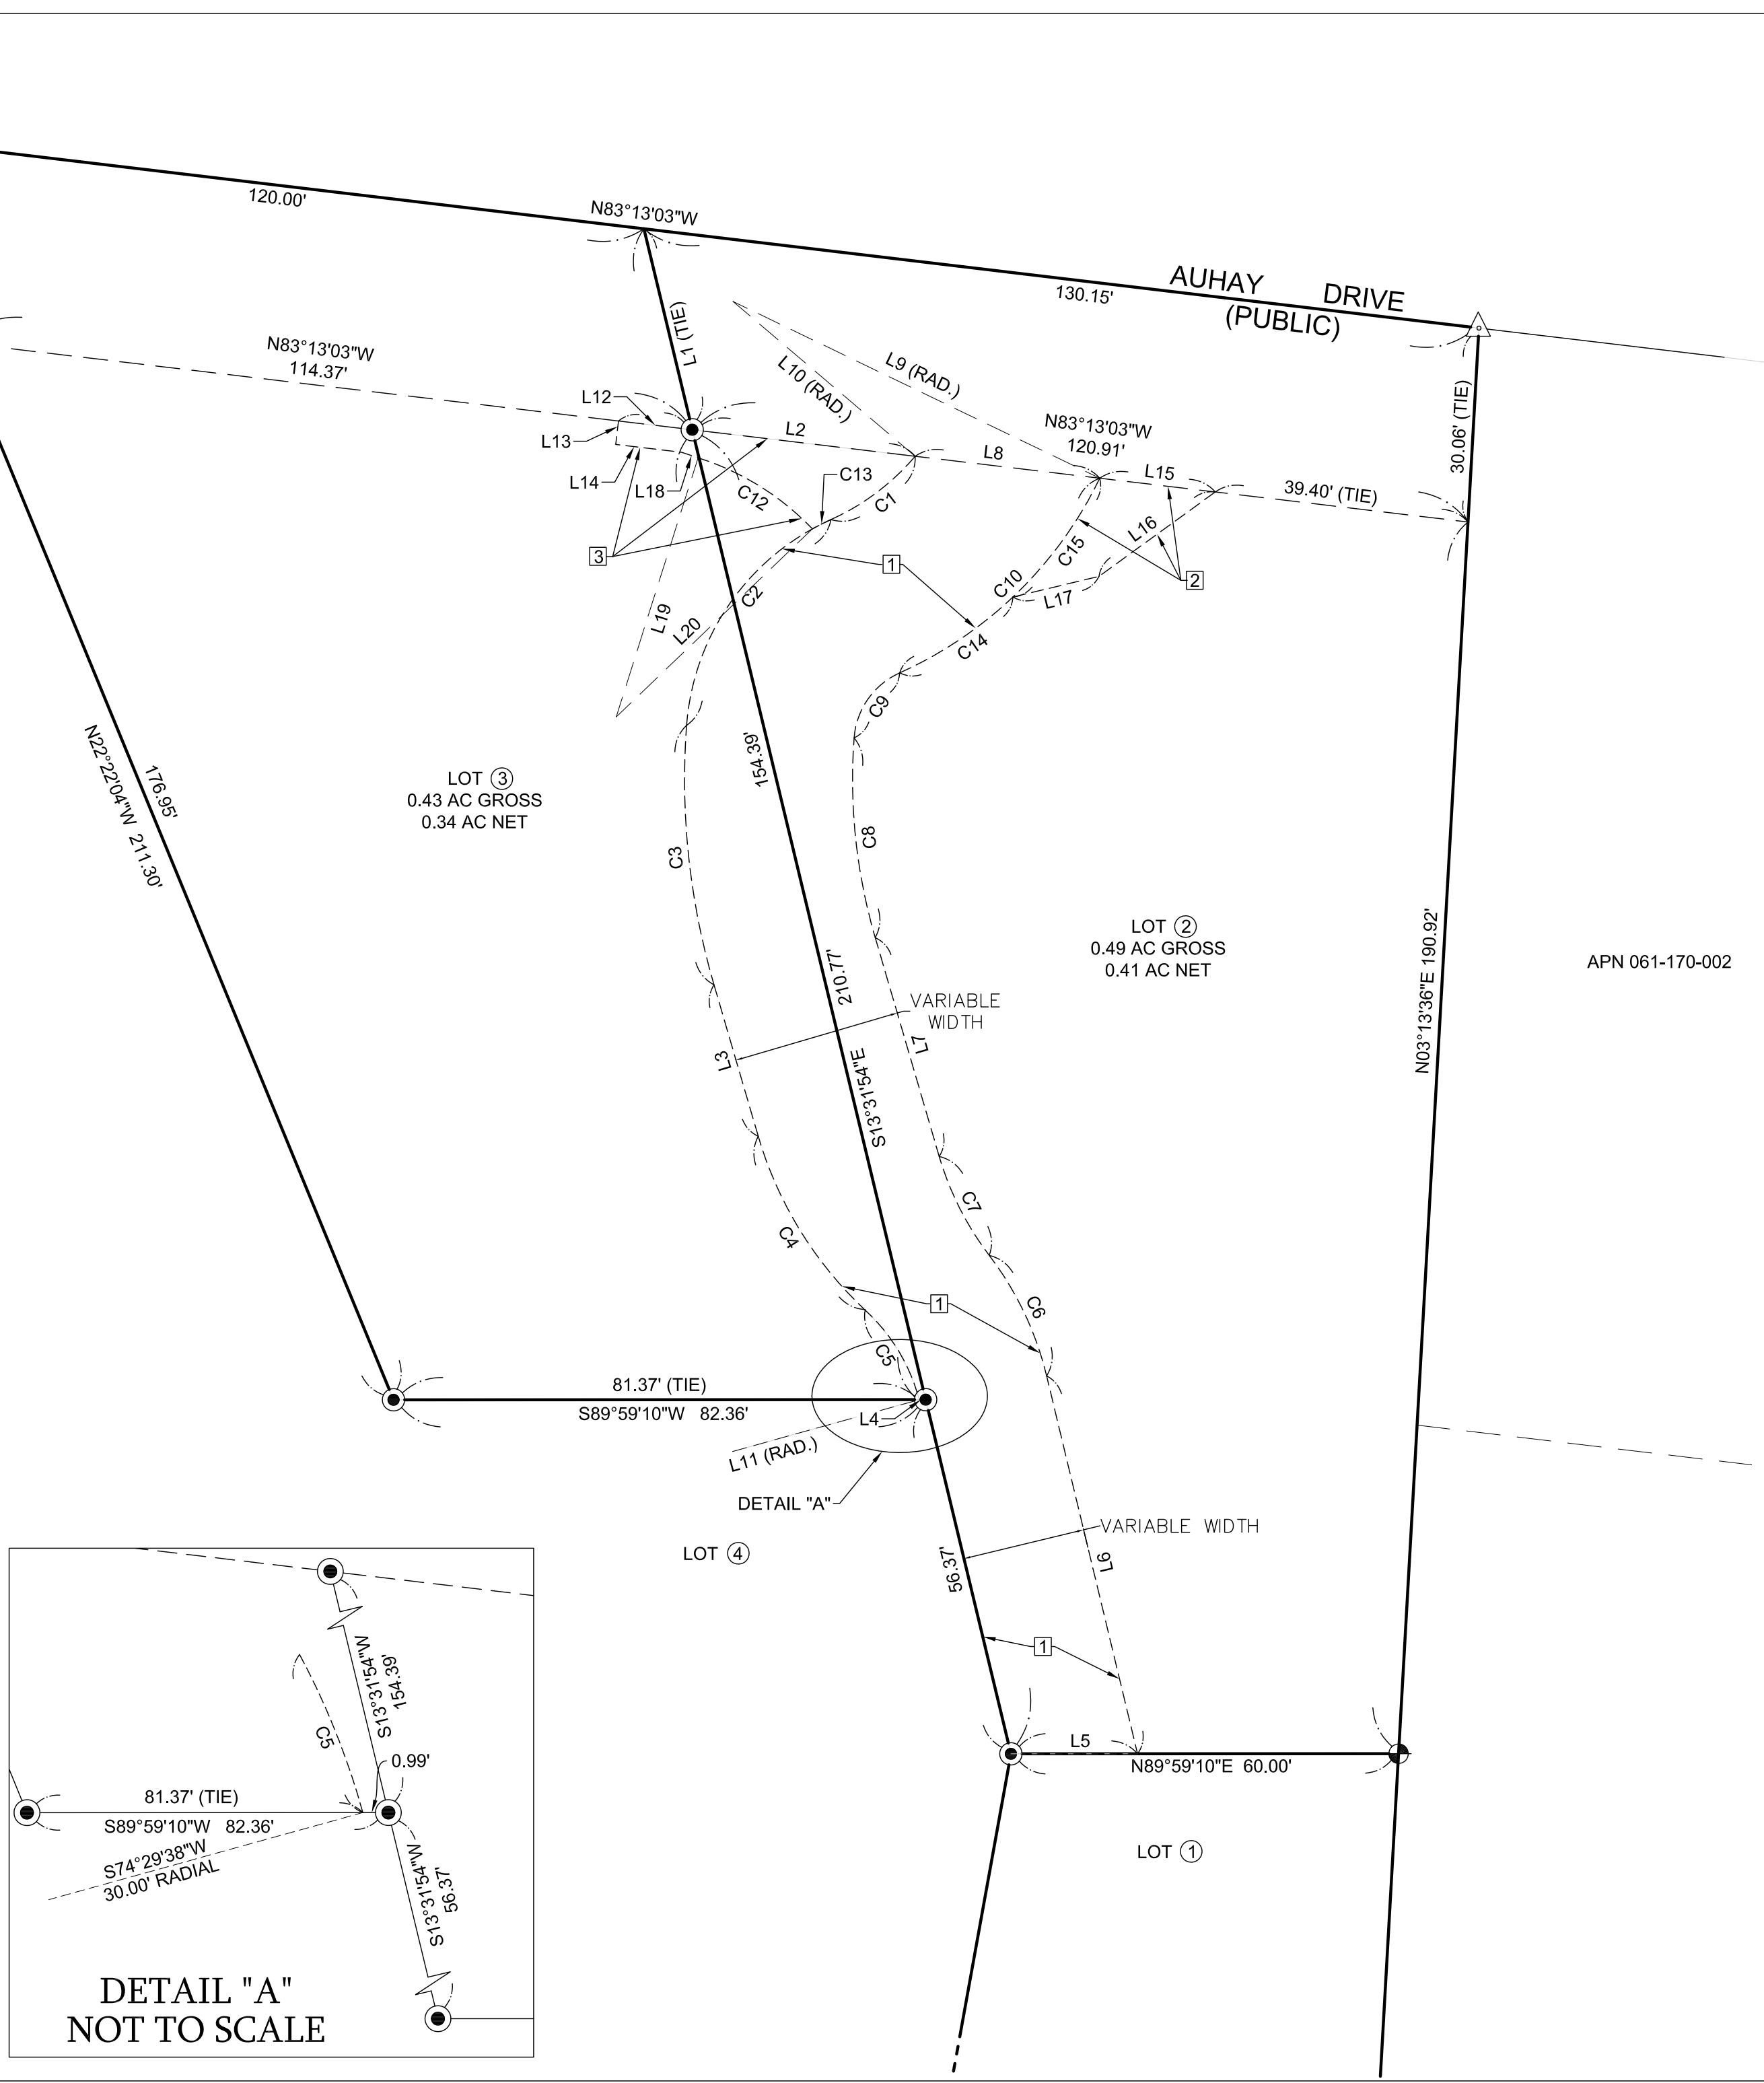 120.00'
N83°13'03"W
AUHAY DRIVE
(PUBLIC)
130.15'
L1 (TIE)
L9 (RAD.)
L10 (RAD.)
N83°13'03"W
114.37'
L12
L13
L14
L18
L2
C13
C12
C1
L8
N83°13'03"W
120.91'
L15
39.40' (TIE)
30.06' (TIE)
3
1
2
L16
C15
C10
L17
C14
C2
L19
L20
C9
154.39'
176.95'
N22°22'04"W 211.30'
LOT 3
0.43 AC GROSS
0.34 AC NET
C3
C8
LOT 2
0.49 AC GROSS
0.41 AC NET
APN 061-170-002
N03°13'36"E 190.92'
210.77'
VARIABLE
WIDTH
L3
L7
S13°31'54"E
C4
C7
C6
1
C5
81.37' (TIE)
S89°59'10"W 82.36'
L4
L11 (RAD.)
DETAIL "A"
LOT 4
VARIABLE WIDTH
56.37'
L6
1
L5
N89°59'10"E 60.00'
LOT 1
S13°31'54"W
154.39'
C5
0.99'
81.37' (TIE)
S89°59'10"W 82.36'
S74°29'38"W
30.00' RADIAL
S13°31'54"W
56.37'
DETAIL "A"
NOT TO SCALE